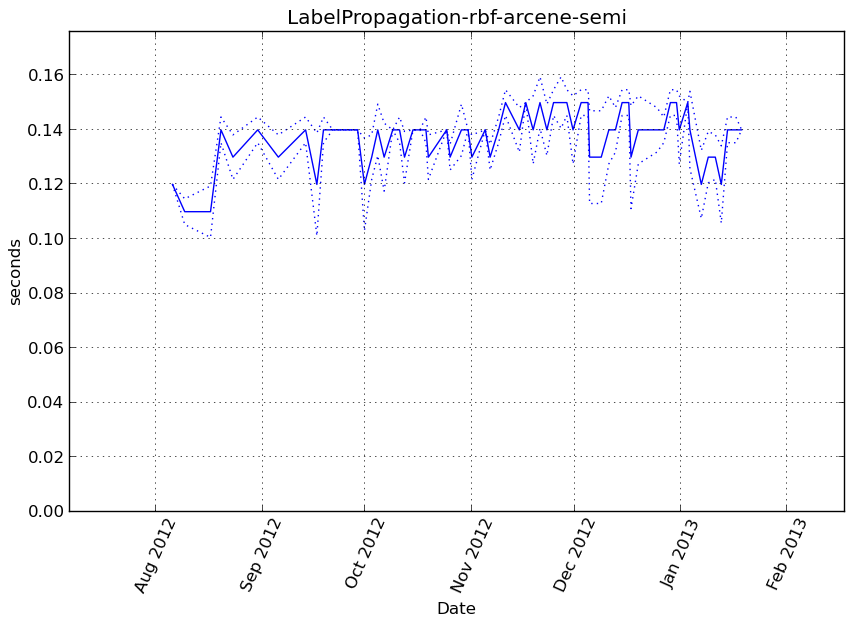 LabelPropagation-rbf-arcene-semi
0.16
0.14
0.12
0.10
0.08
0.06
0.04
0.02
0.00
seconds
Aug 2012
Sep 2012
Oct 2012
Nov 2012
Dec 2012
Jan 2013
Feb 2013
Date